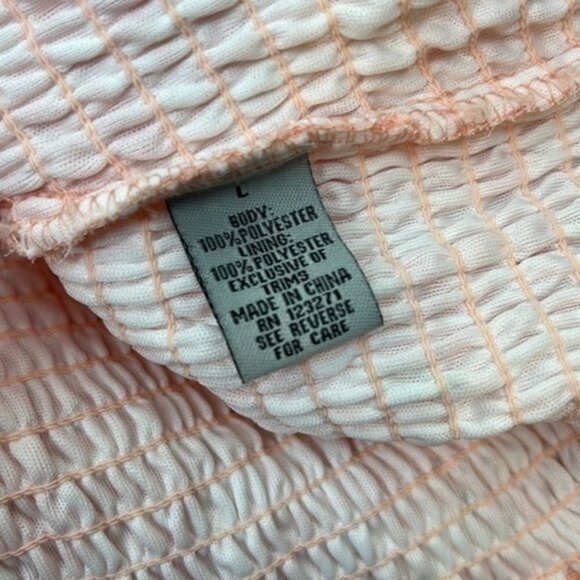 L
BODY:
100%POLYESTER
LINING:
100% POLYESTER
EXCLUSIVE OF
TRIMS
MADE IN CHINA
RN 123271
SEE REVERSE
FOR CARE